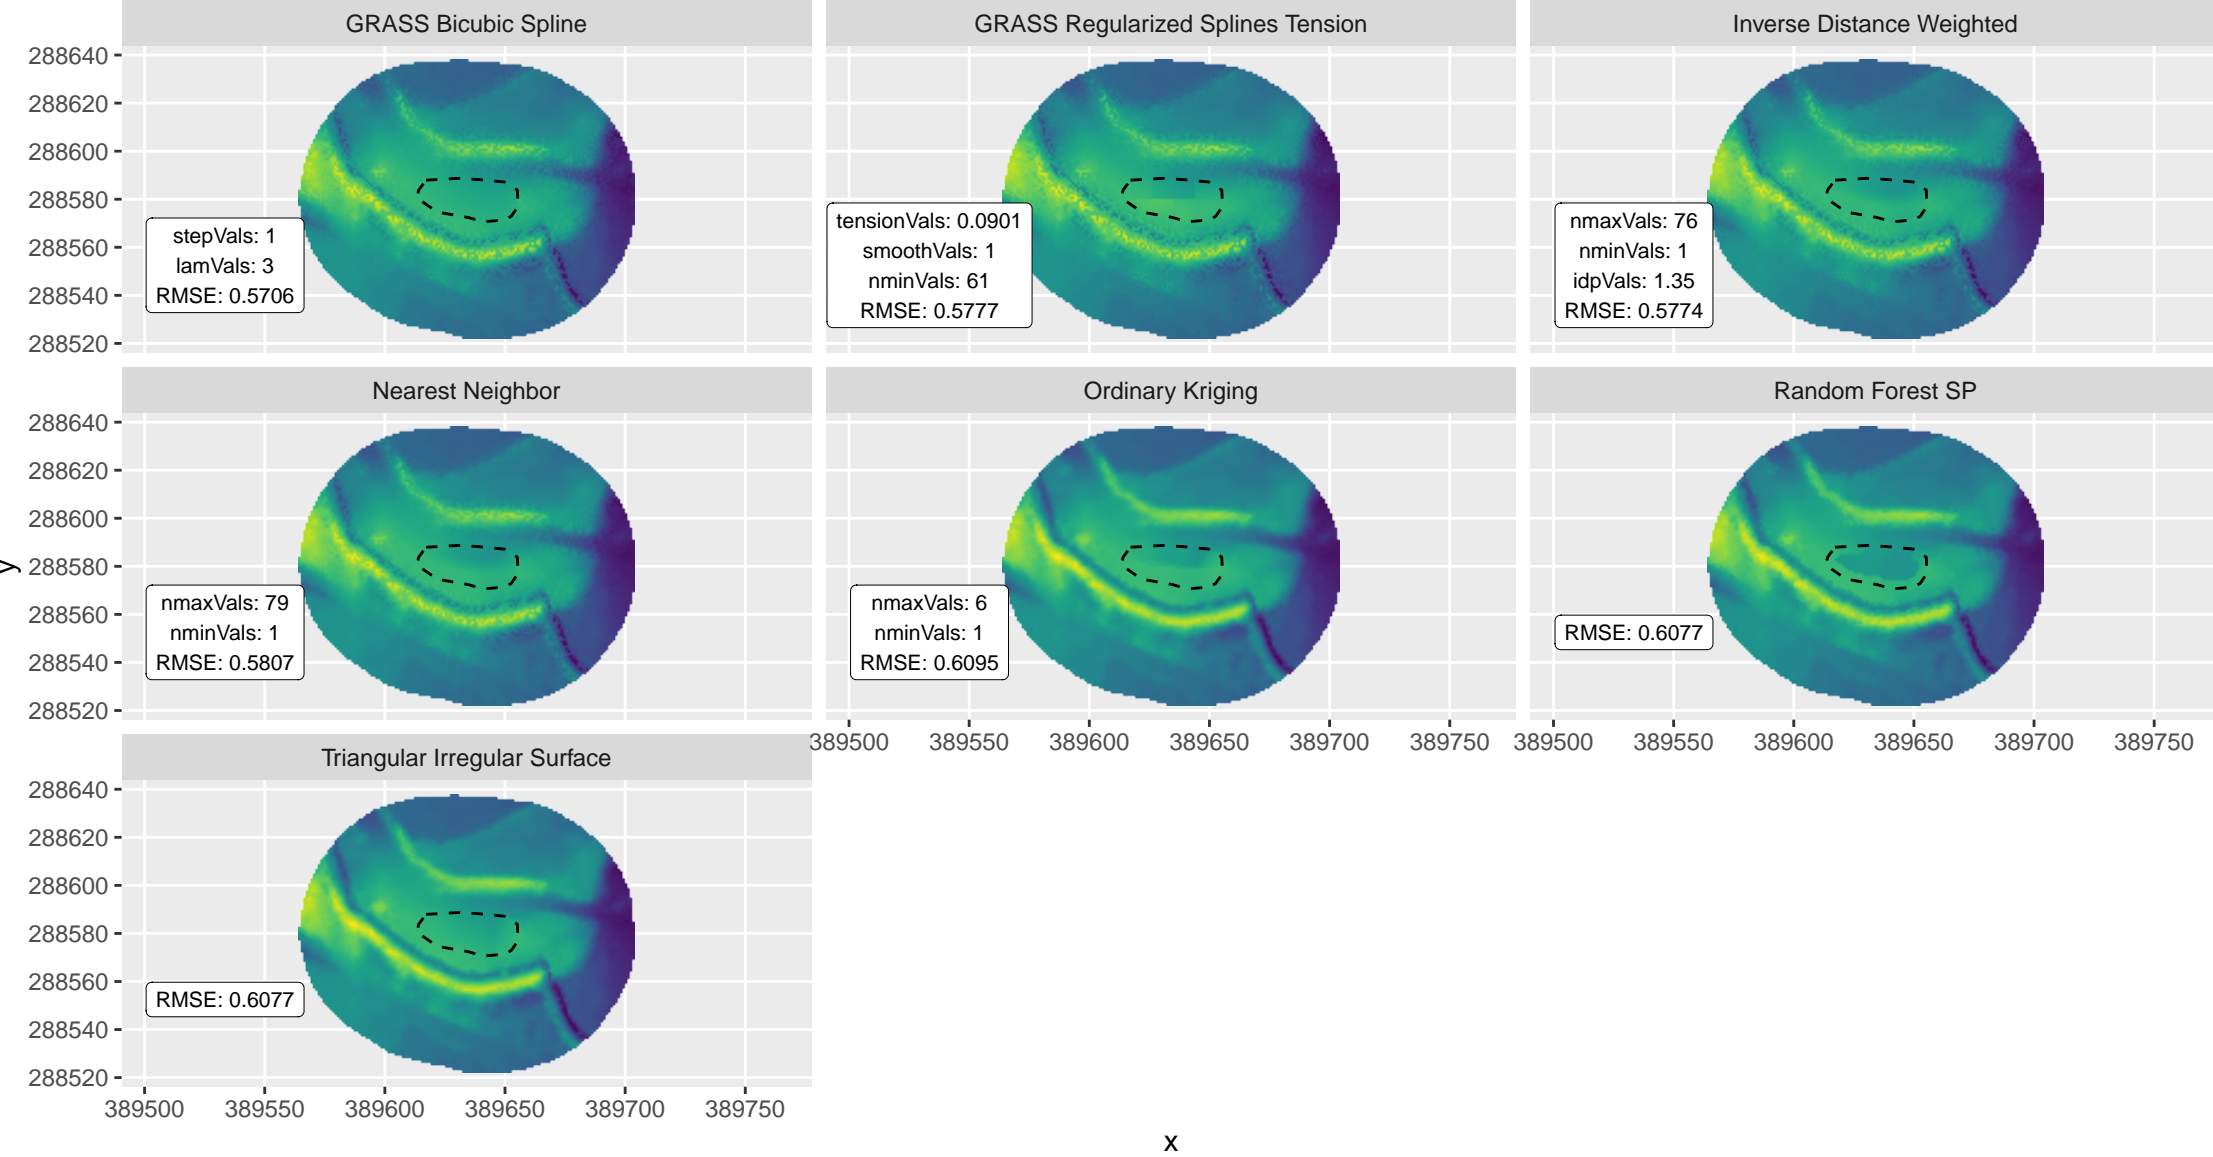 GRASS Bicubic Spline
GRASS Regularized Splines Tension
Inverse Distance Weighted
288640
288620
288600
288580
288560
288540
288520
stepVals: 1
lamVals: 3
RMSE: 0.5706
tensionVals: 0.0901
smoothVals: 1
nminVals: 61
RMSE: 0.5777
nmaxVals: 76
nminVals: 1
idpVals: 1.35
RMSE: 0.5774
Nearest Neighbor
Ordinary Kriging
Random Forest SP
288640
288620
288600
288580
288560
288540
288520
y
nmaxVals: 79
nminVals: 1
RMSE: 0.5807
nmaxVals: 6
nminVals: 1
RMSE: 0.6095
RMSE: 0.6077
389500 389550 389600 389650 389700 389750
389500 389550 389600 389650 389700 389750
Triangular Irregular Surface
288640
288620
288600
288580
288560
288540
288520
RMSE: 0.6077
389500 389550 389600 389650 389700 389750
x